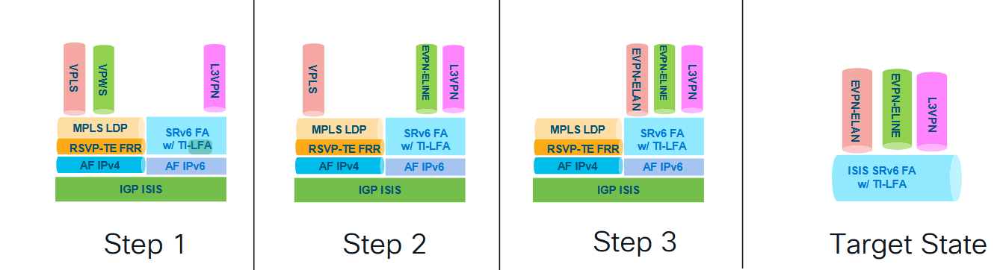 VPLS
VPWS
L3VPN
MPLS LDP
RSVP-TE FRR
AF IPv4
SRv6 FA
w/ TI-LFA
AF IPv6
IGP ISIS
Step 1
VPLS
EVPN-ELINE
L3VPN
MPLS LDP
RSVP-TE FRR
AF IPv4
SRv6 FA
w/ TI-LFA
AF IPv6
IGP ISIS
Step 2
EVPN-ELAN
EVPN-ELINE
L3VPN
MPLS LDP
RSVP-TE FRR
AF IPv4
SRv6 FA
w/ TI-LFA
AF IPv6
IGP ISIS
Step 3
EVPN-ELAN
EVPN-ELINE
L3VPN
ISIS SRv6 FA
w/ TI-LFA
Target State